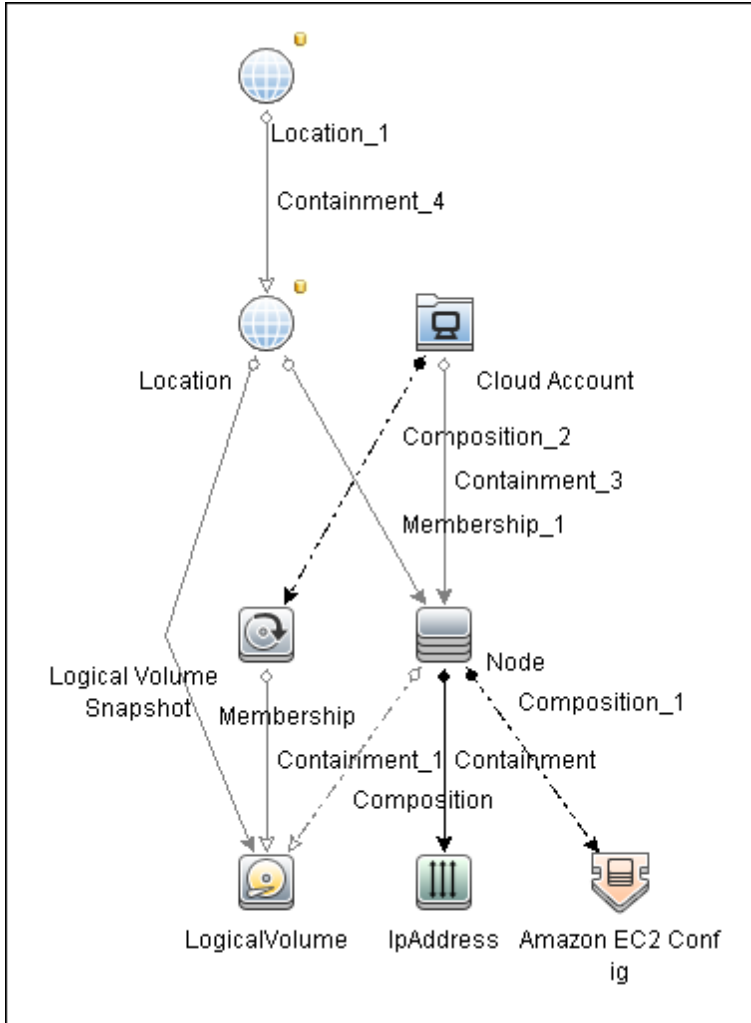 Location_1
Containment_4
Location
Cloud Account
Composition_2
Containment_3
Membership_1
Logical Volume
Snapshot
Node
Composition_1
Membership
Containment_1
Containment
Composition
LogicalVolume
IpAddress
Amazon EC2 Conf
ig